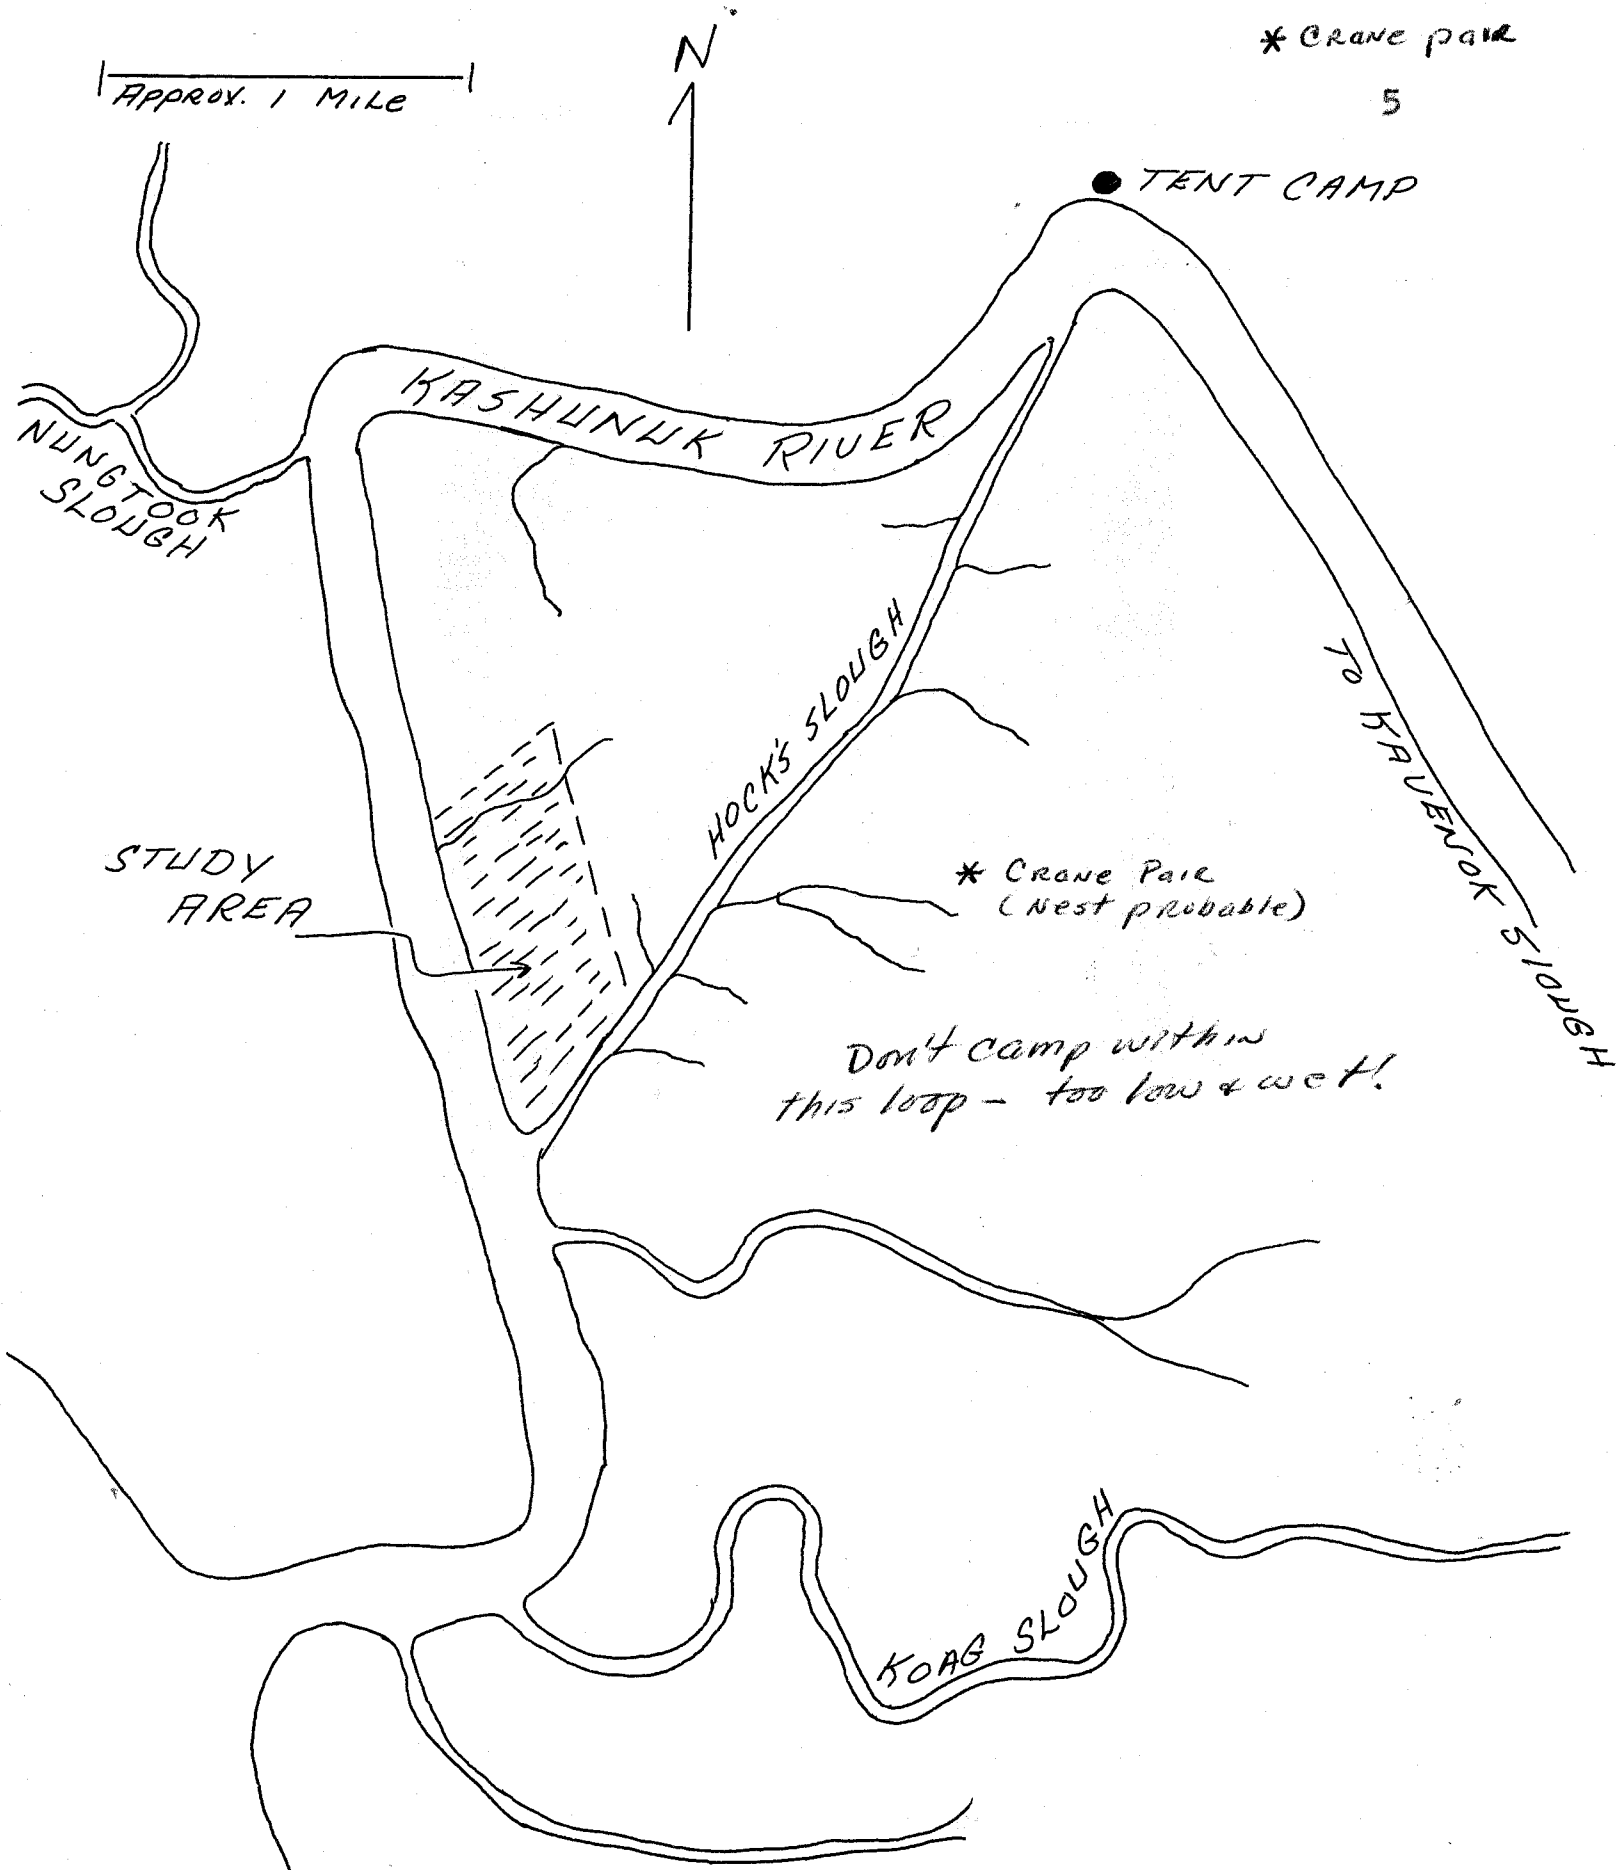 N
* Crane pair
5
APPROX. 1 MILE
TENT CAMP
KASHUNUK RIVER
NUNGTOOK
SLOUGH
HOCK'S SLOUGH
TO KAVENOK SLOUGH
STUDY
AREA
* Crane Pair
(Nest probable)
Don't camp within
this loop – too low & wet!
KOAG SLOUGH